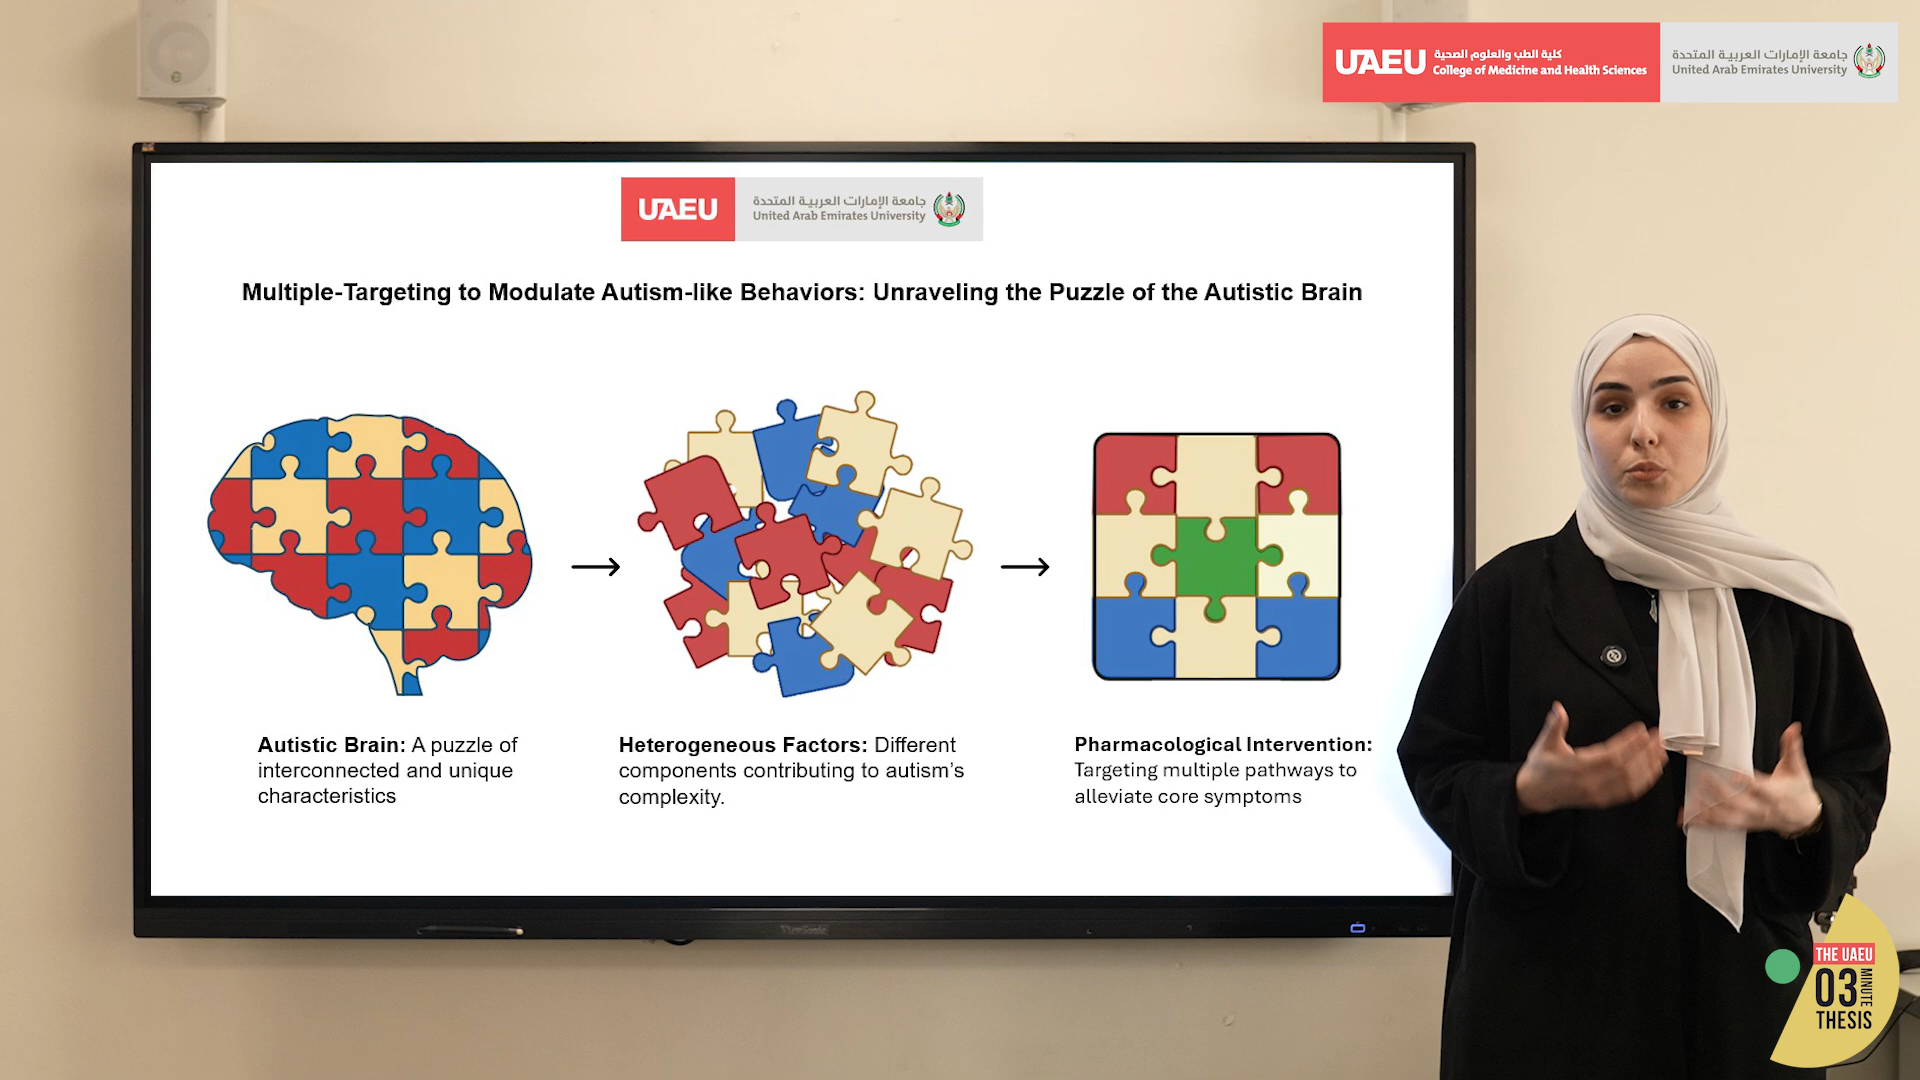 UAEU
كلية الطب والعلوم الصحية
College of Medicine and Health Sciences
جامعة الإمارات العربية المتحدة
United Arab Emirates University
UAEU
جامعة الإمارات العربية المتحدة
United Arab Emirates University
Multiple-Targeting to Modulate Autism-like Behaviors: Unraveling the Puzzle of the Autistic Brain
Autistic Brain: A puzzle of
interconnected and unique
characteristics
Heterogeneous Factors: Different
components contributing to autism's
complexity.
Pharmacological Intervention:
Targeting multiple pathways to
alleviate core symptoms
ViewSonic
THE UAEU
03
MINUTE
THESIS